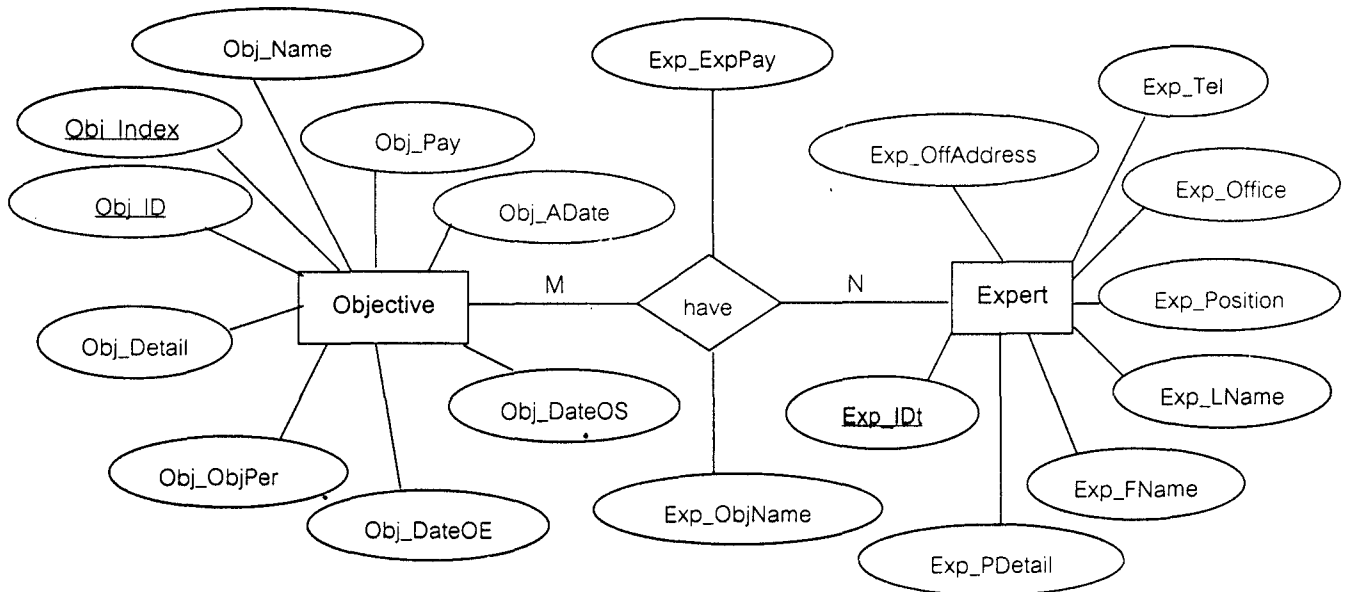 Obj_Name
Exp_ExpPay
Exp_Tel
Obj_Index
Obj_Pay
Exp_OffAddress
Exp_Office
Obj_ID
Obj_ADate
Objective
M
have
N
Expert
Exp_Position
Obj_Detail
Obj_DateOS
Exp_IDt
Exp_LName
Obj_ObjPer
Exp_FName
Obj_DateOE
Exp_ObjName
Exp_PDetail